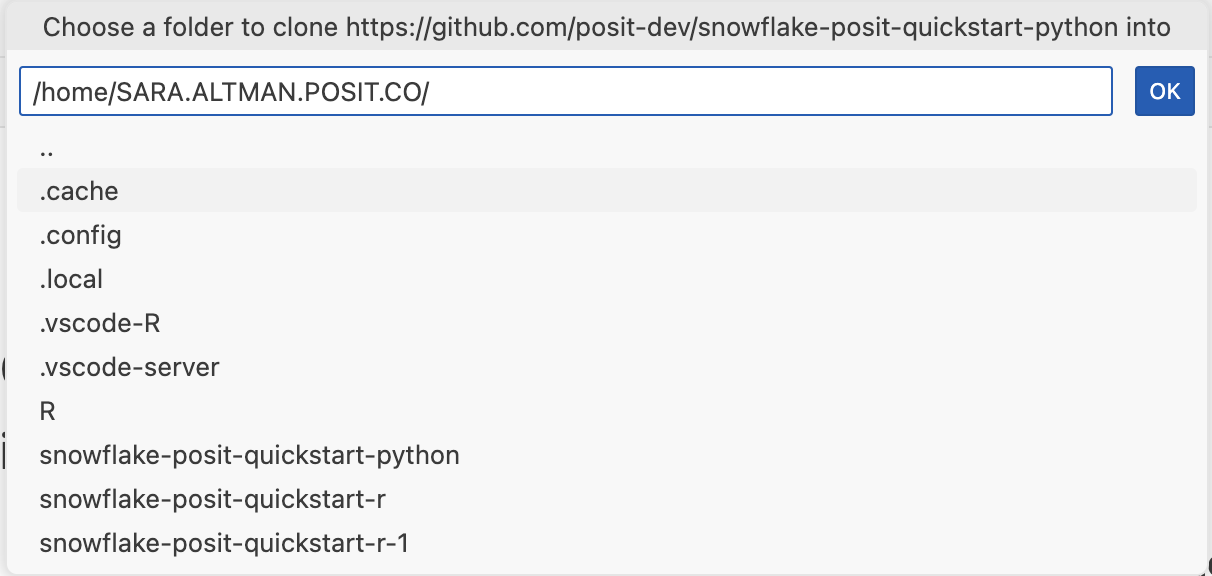 Choose a folder to clone https://github.com/posit-dev/snowflake-posit-quickstart-python into
/home/SARA.ALTMAN.POSIT.CO/
OK
..
.cache
.config
.local
.vscode-R
.vscode-server
R
snowflake-posit-quickstart-python
snowflake-posit-quickstart-r
snowflake-posit-quickstart-r-1